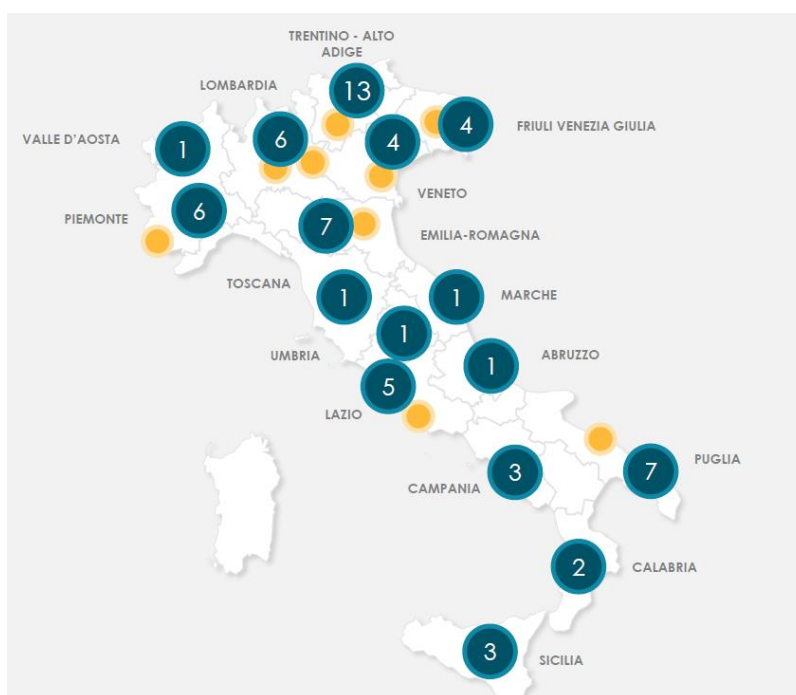 TRENTINO - ALTO
ADIGE
13
LOMBARDIA
6
4
4
FRIULI VENEZIA GIULIA
VALLE D'AOSTA
1
VENETO
PIEMONTE
6
7
EMILIA-ROMAGNA
TOSCANA
1
1
MARCHE
UMBRIA
1
1
ABRUZZO
LAZIO
5
CAMPANIA
3
7
PUGLIA
2
CALABRIA
3
SICILIA